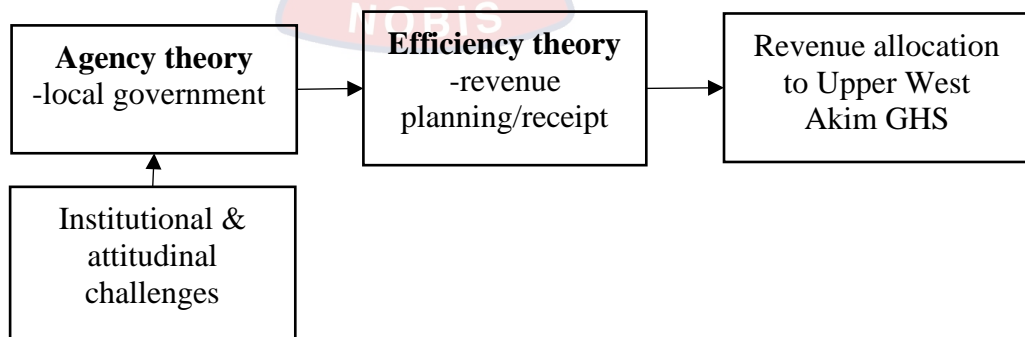 NOBIS
Agency theory
-local government
Efficiency theory
-revenue
planning/receipt
Revenue allocation
to Upper West
Akim GHS
Institutional &
attitudinal
challenges